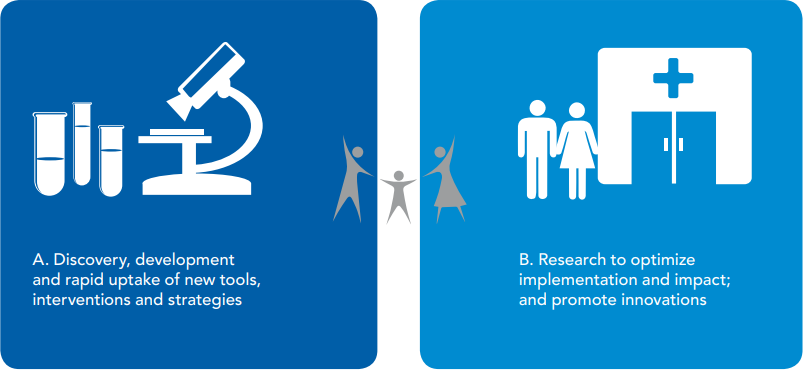 A. Discovery, development
and rapid uptake of new tools,
interventions and strategies
B. Research to optimize
implementation and impact;
and promote innovations